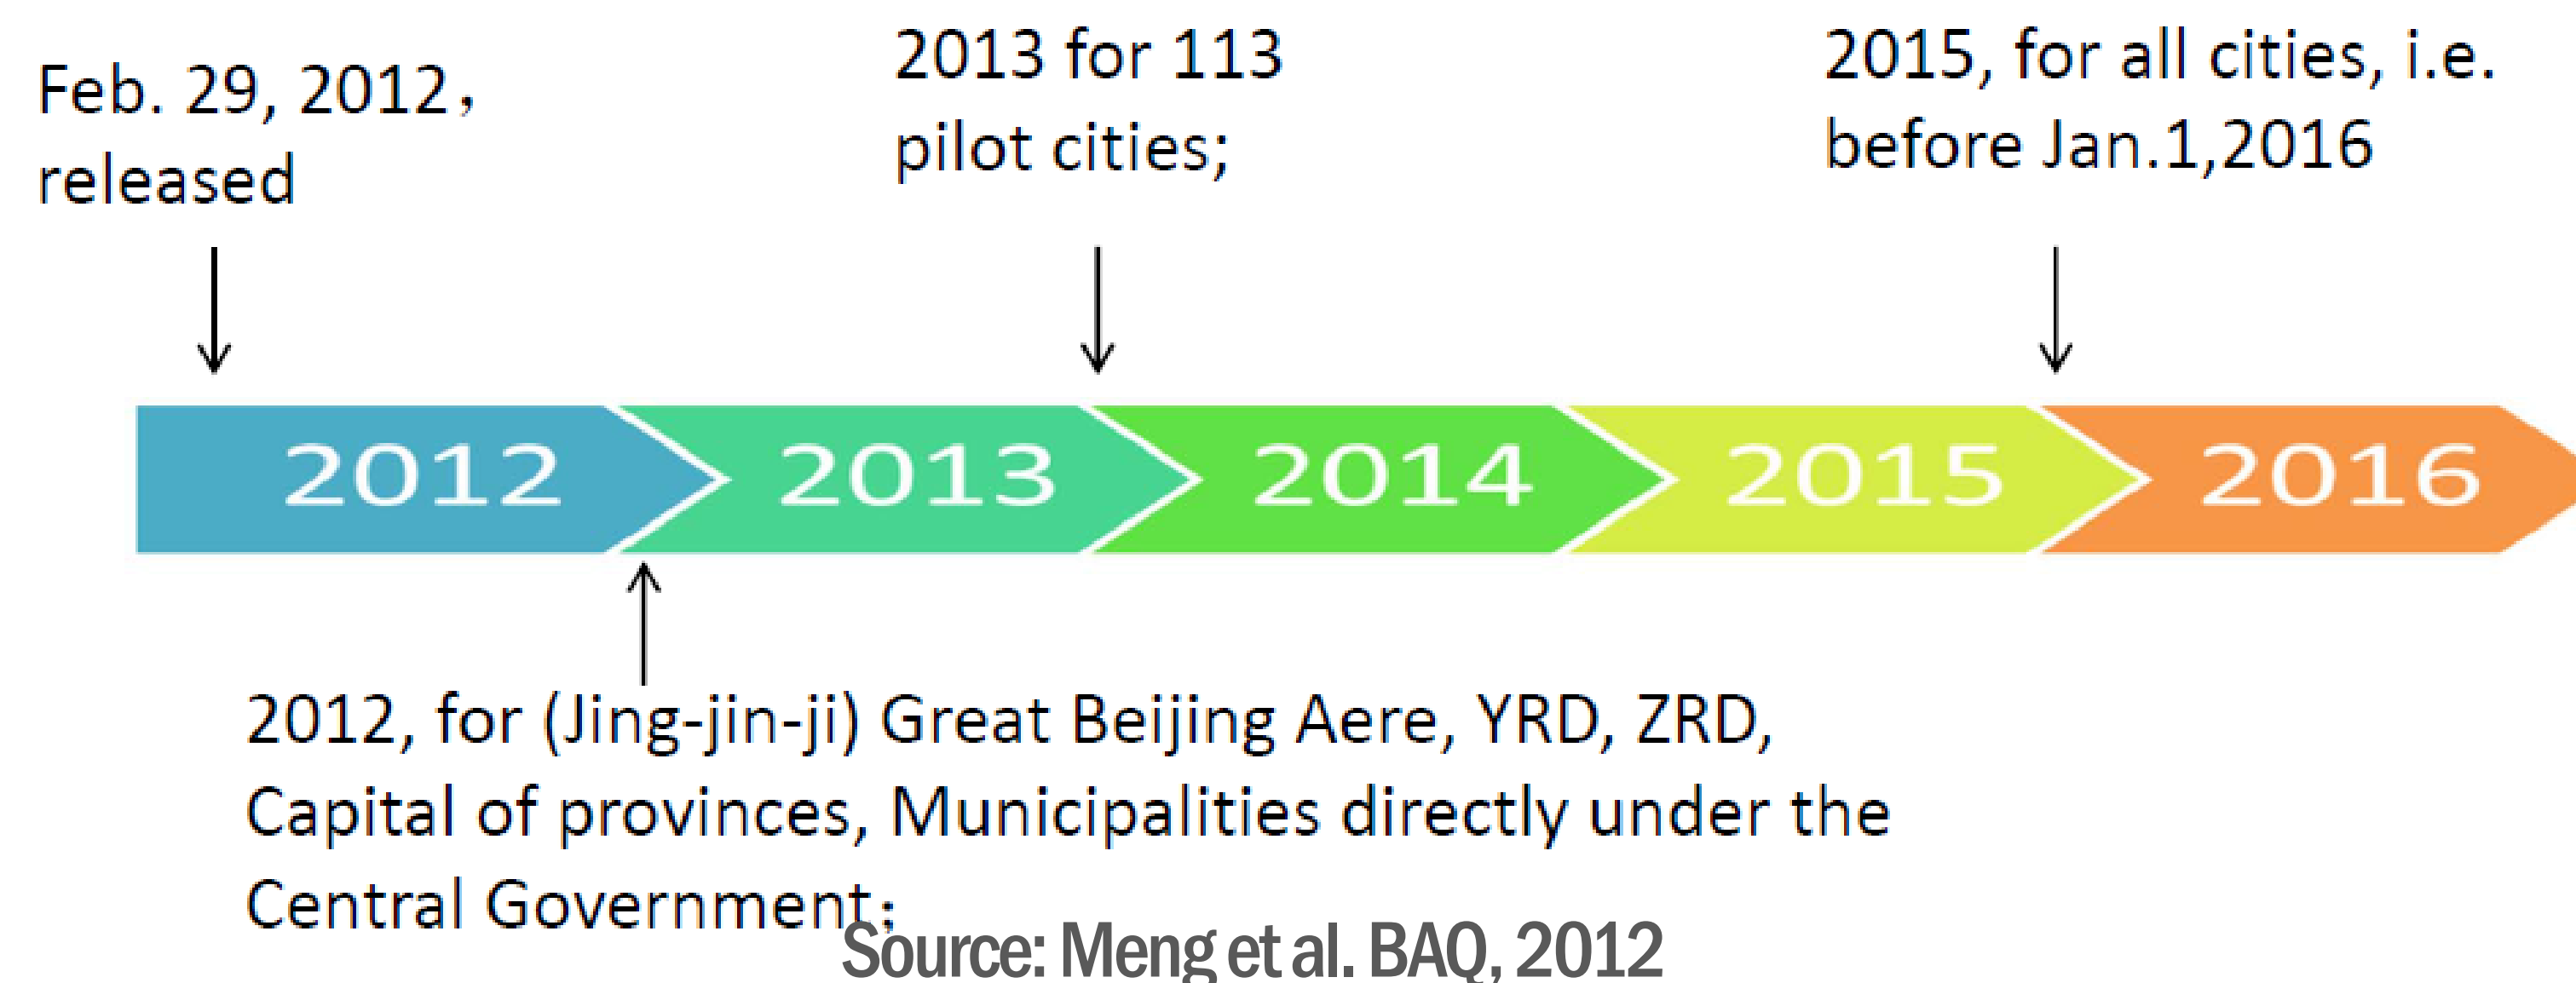 Feb. 29, 2012，
released
2013 for 113
pilot cities;
2015, for all cities, i.e.
before Jan.1,2016
2012
2013
2014
2015
2016
2012, for (Jing-jin-ji) Great Beijing Aere, YRD, ZRD,
Capital of provinces, Municipalities directly under the
Central Government；
Source: Meng et al. BAQ, 2012